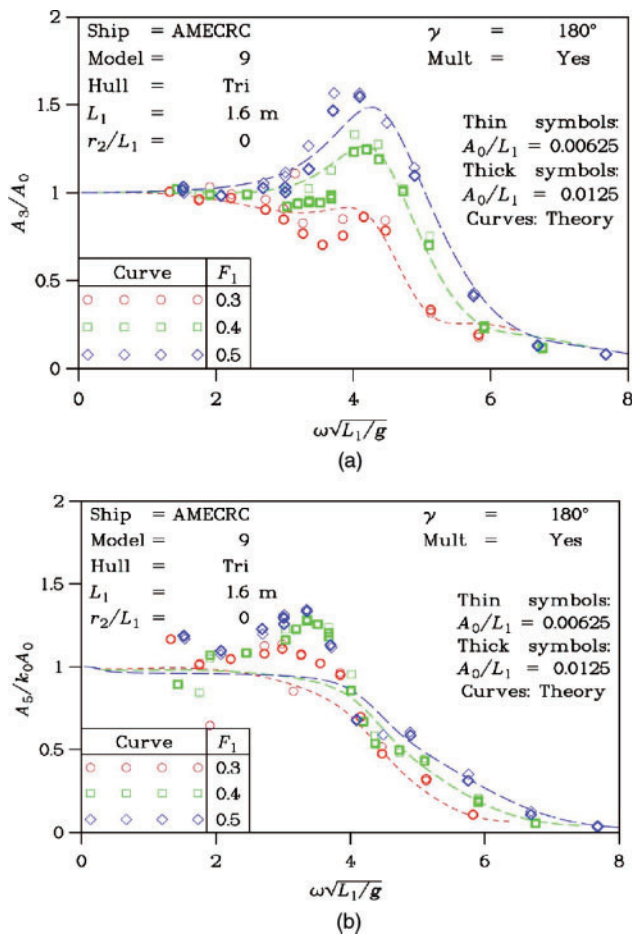 2
Ship = AMECRC
γ = 180°
Model = 9
Mult = Yes
Hull = Tri
1.5
L₁ = 1.6 m
r₂/L₁ = 0
Thin symbols:
A₀/L₁ = 0.00625
Thick symbols:
A₀/L₁ = 0.0125
Curves: Theory
A₃/A₀
1
0.5
Curve F₁
0.3
0.4
0.5
0
0 2 4 6 8
ω√L₁/g
(a)
2
Ship = AMECRC
γ = 180°
Model = 9
Mult = Yes
Hull = Tri
1.5
L₁ = 1.6 m
r₂/L₁ = 0
Thin symbols:
A₀/L₁ = 0.00625
Thick symbols:
A₀/L₁ = 0.0125
Curves: Theory
A₅/k₀A₀
1
0.5
Curve F₁
0.3
0.4
0.5
0
0 2 4 6 8
ω√L₁/g
(b)